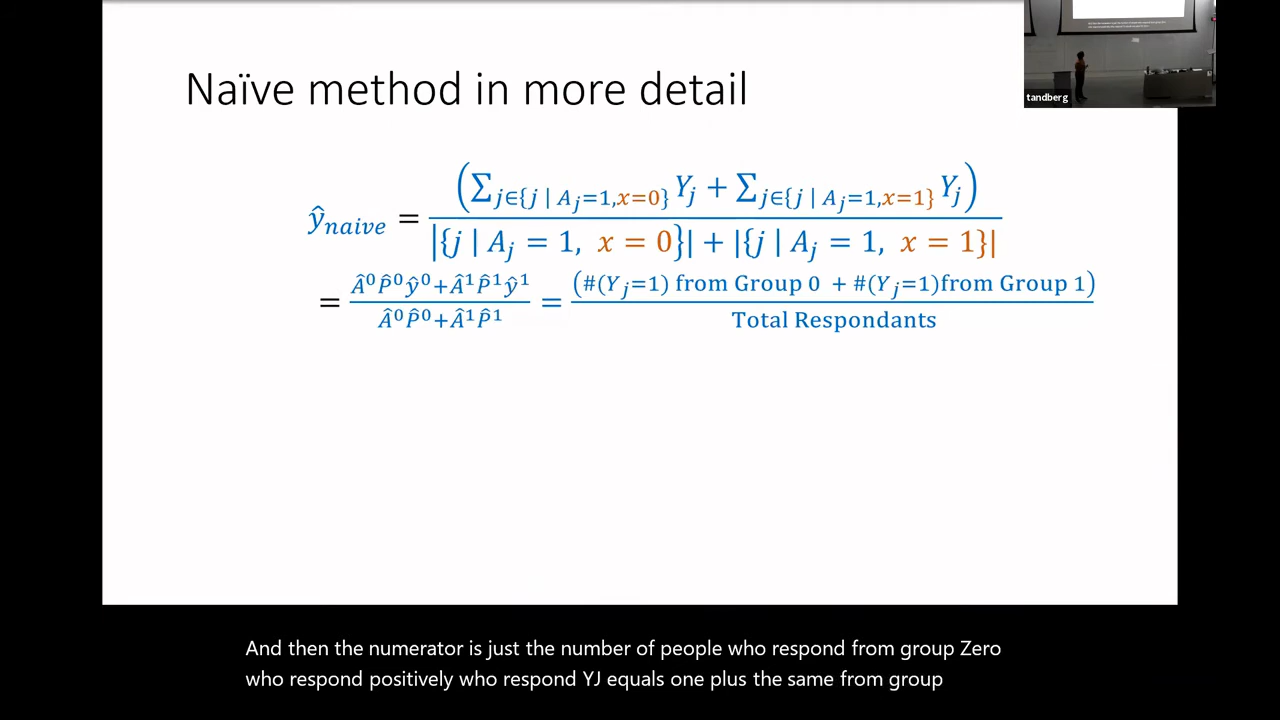 Naïve method in more detail
tandberg
ŷ_naive = (∑_{j∈{j | A_j=1,x=0}} Y_j + ∑_{j∈{j | A_j=1,x=1}} Y_j) / |{j | A_j = 1, x = 0}| + |{j | A_j = 1, x = 1}|
= Â⁰P̂⁰ŷ⁰+Â¹P̂¹ŷ¹ / Â⁰P̂⁰+Â¹P̂¹ = (#(Y_j=1) from Group 0 + #(Y_j=1)from Group 1) / Total Respondants
And then the numerator is just the number of people who respond from group Zero
who respond positively who respond YJ equals one plus the same from group